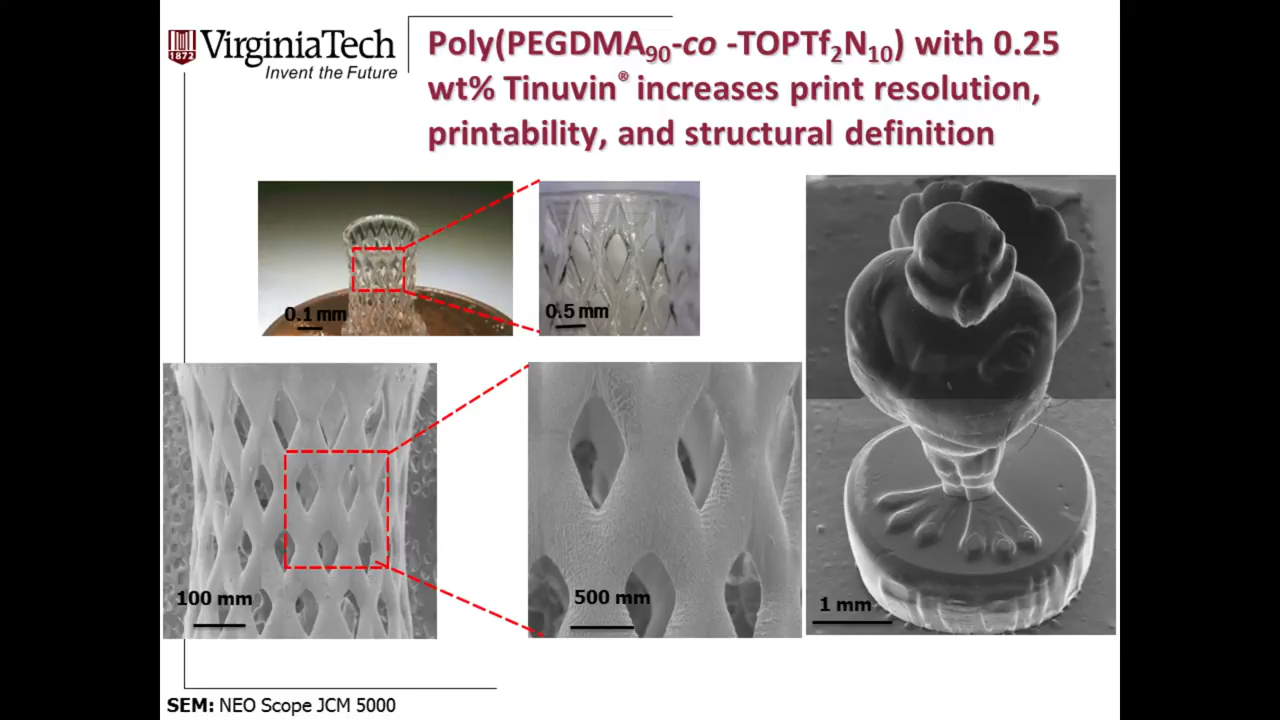 VirginiaTech
1872
Invent the Future
Poly(PEGDMA₉₀-co -TOPTf₂N₁₀) with 0.25
wt% Tinuvin® increases print resolution,
printability, and structural definition
0.1 mm
0.5 mm
100 mm
500 mm
1 mm
SEM: NEO Scope JCM 5000